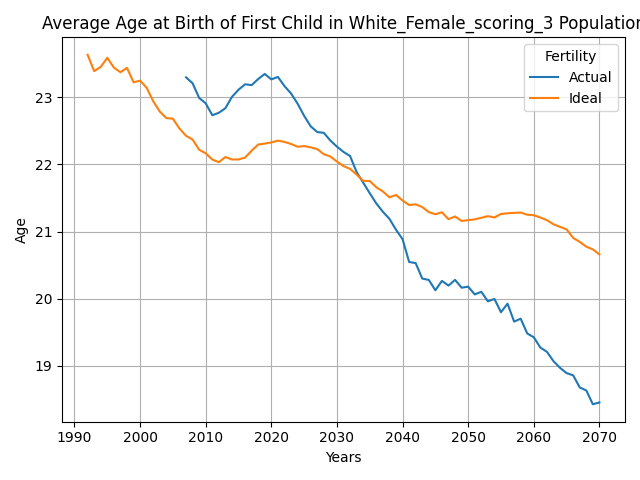 Average Age at Birth of First Child in White_Female_scoring_3 Population
Fertility
Actual
Ideal
23
22
21
20
19
Age
1990 2000 2010 2020 2030 2040 2050 2060 2070
Years